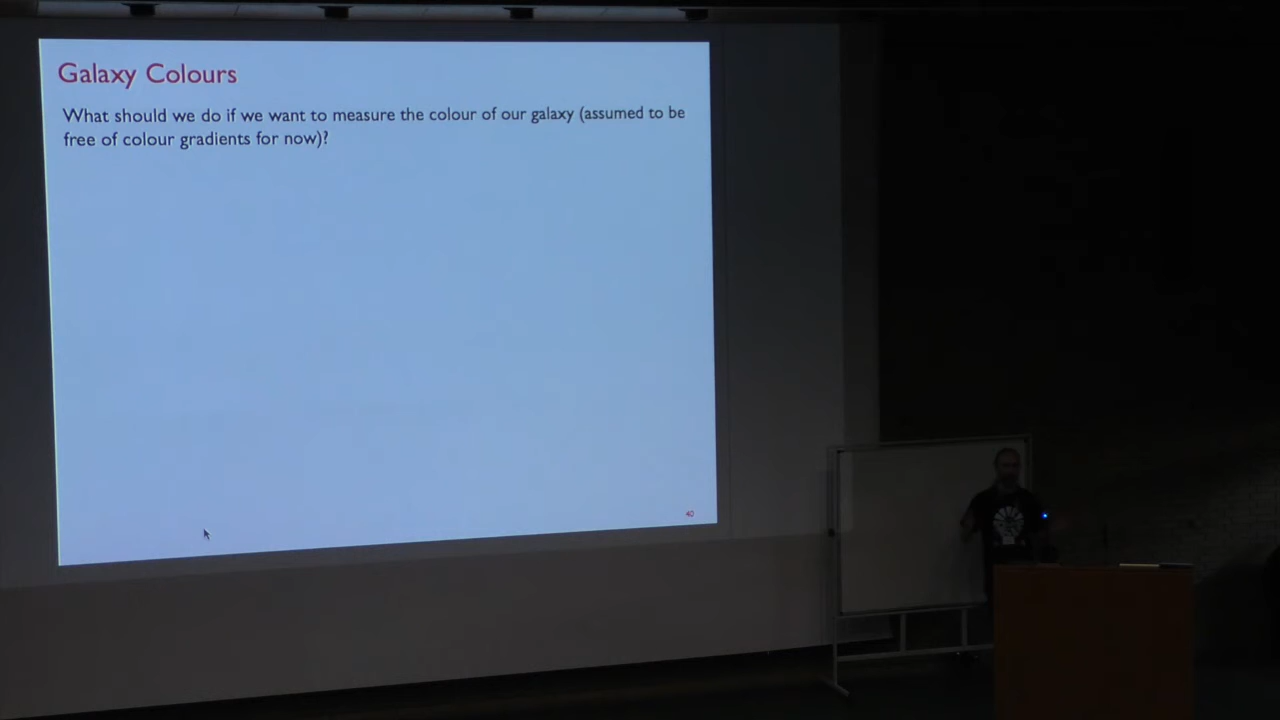 Galaxy Colours
What should we do if we want to measure the colour of our galaxy (assumed to be
free of colour gradients for now)?
40